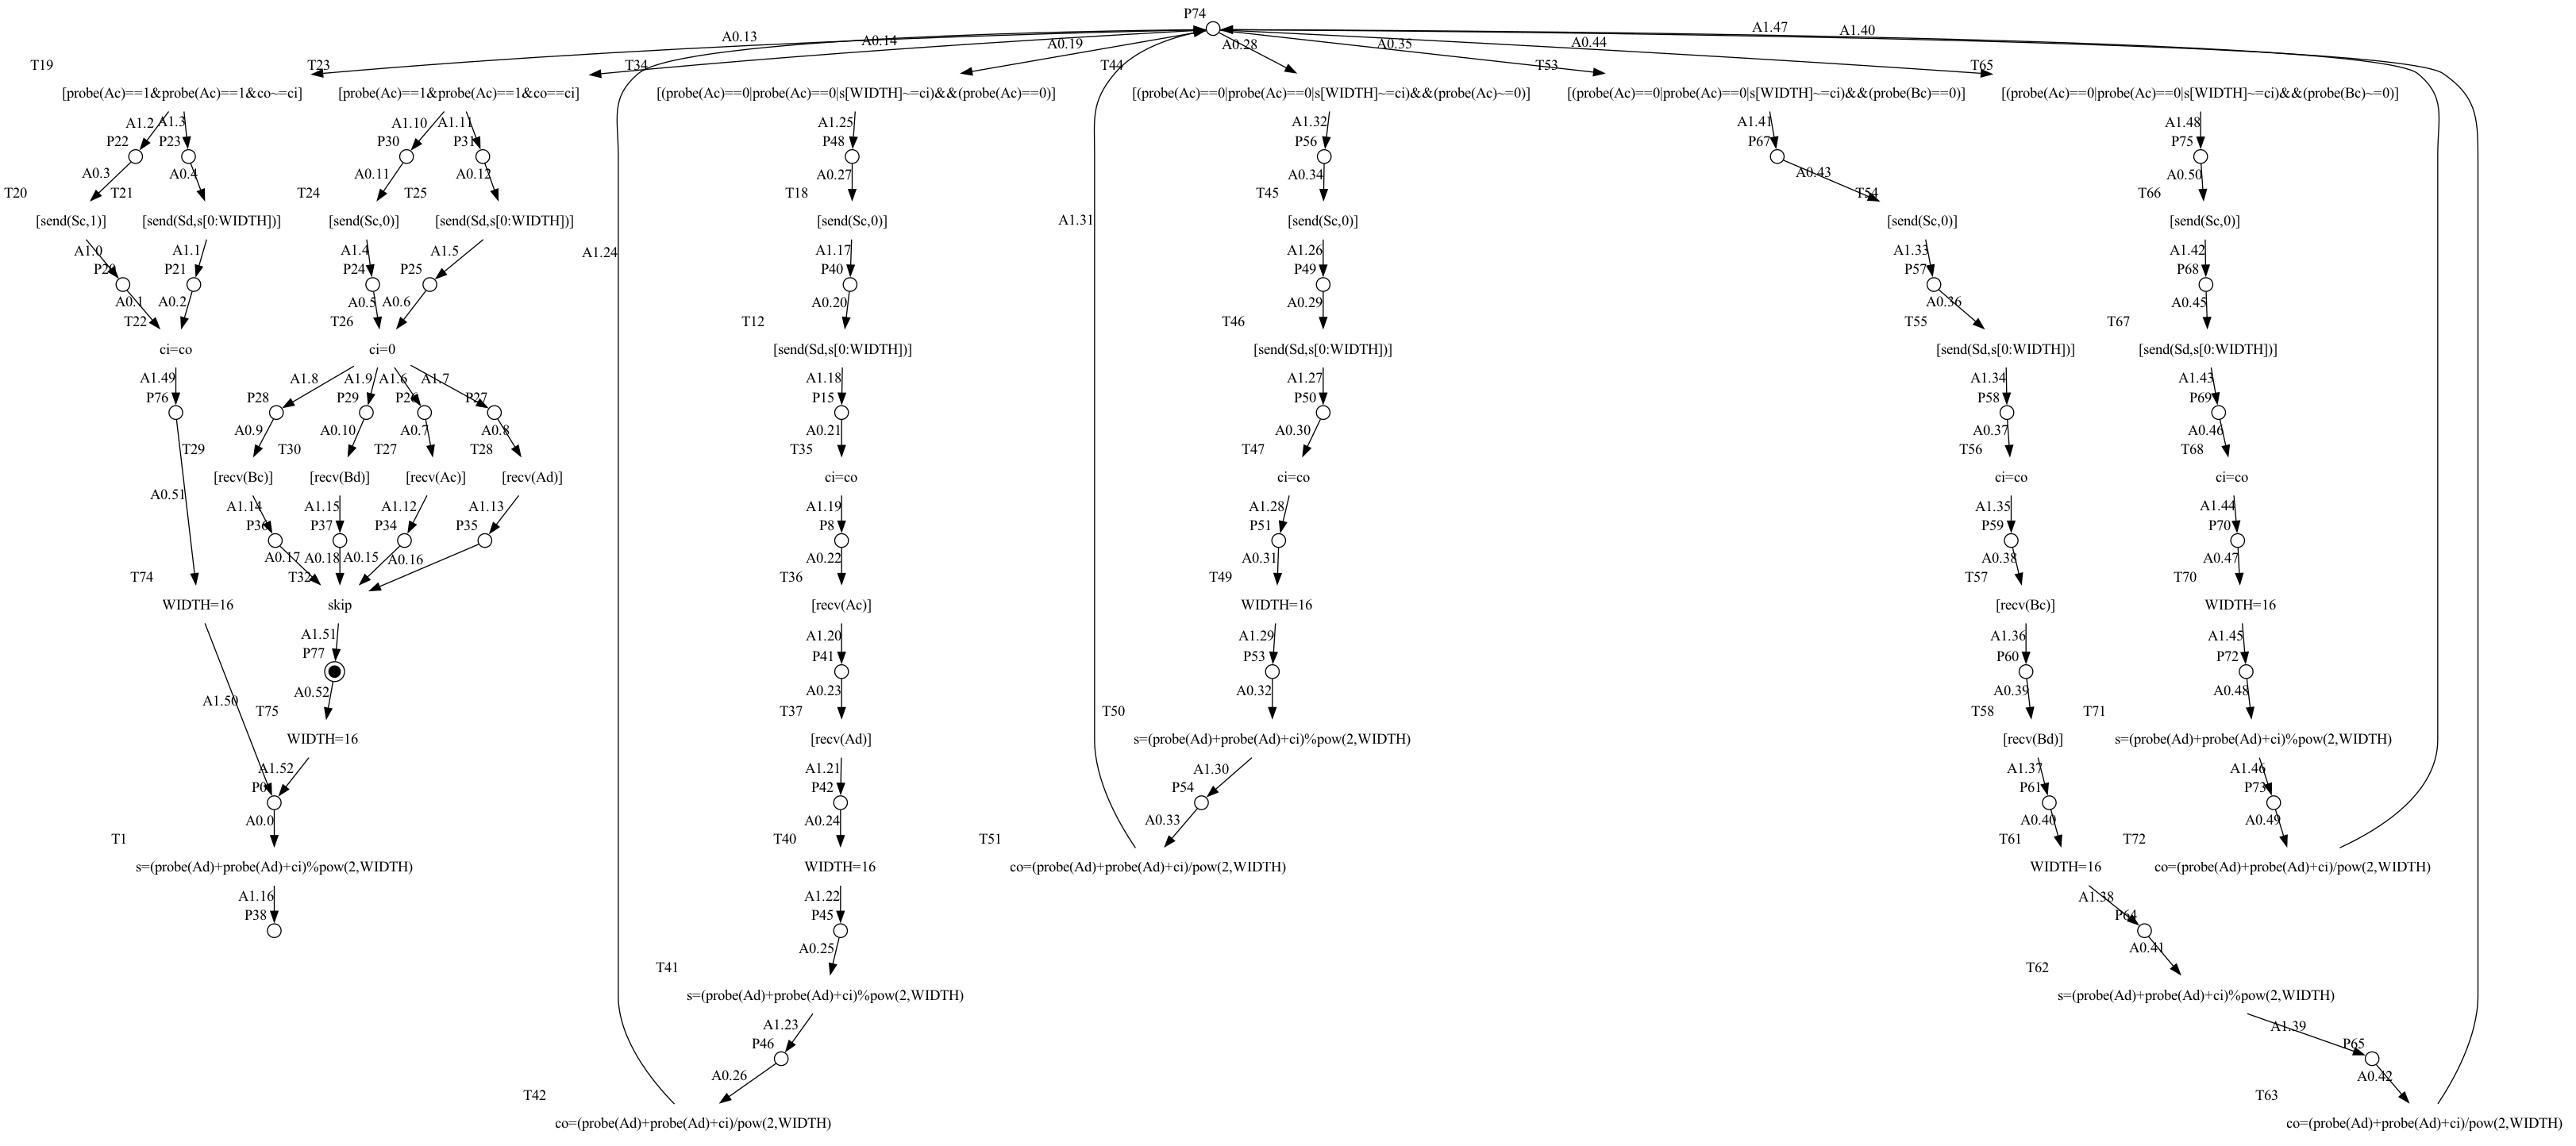 P74
A0.13 A0.14 A0.19 A0.28 A0.35 A0.44 A1.47 A1.40
T19 T23 T34 T44 T53 T65
[probe(Ac)==1&probe(Ac)==1&co~=ci] [probe(Ac)==1&probe(Ac)==1&co==ci] [(probe(Ac)==0|probe(Ac)==0|s[WIDTH]~=ci)&&(probe(Ac)==0)] [(probe(Ac)==0|probe(Ac)==0|s[WIDTH]~=ci)&&(probe(Ac)~=0)] [(probe(Ac)==0|probe(Ac)==0|s[WIDTH]~=ci)&&(probe(Bc)==0)] [(probe(Ac)==0|probe(Ac)==0|s[WIDTH]~=ci)&&(probe(Bc)~=0)]
A1.2 A1.3 A1.10 A1.11 A1.25 A1.32 A1.41 A1.48
P22 P23 P30 P31 P48 P56 P67 P75
A0.3 A0.4 A0.11 A0.12 A0.27 A0.34 A0.43 A0.50
T20 T21 T24 T25 T18 T45 T54 T66
[send(Sc,1)] [send(Sd,s[0:WIDTH])] [send(Sc,0)] [send(Sd,s[0:WIDTH])] [send(Sc,0)] [send(Sc,0)] [send(Sc,0)] [send(Sc,0)]
A1.0 A1.1 A1.4 A1.5 A1.24 A1.17 A1.31 A1.26 A1.33 A1.42
P20 P21 P24 P25 P40 P49 P57 P68
A0.1 A0.2 A0.5 A0.6 A0.20 A0.29 A0.36 A0.45
T22 T26 T12 T46 T55 T67
ci=co ci=0 [send(Sd,s[0:WIDTH])] [send(Sd,s[0:WIDTH])] [send(Sd,s[0:WIDTH])] [send(Sd,s[0:WIDTH])]
A1.49 A1.8 A1.9 A1.6 A1.7 A1.18 A1.27 A1.34 A1.43
P76 P28 P29 P26 P27 P15 P50 P58 P69
A0.9 A0.10 A0.7 A0.8 A0.21 A0.30 A0.37 A0.46
T29 T30 T27 T28 T35 T47 T56 T68
[recv(Bc)] [recv(Bd)] [recv(Ac)] [recv(Ad)] ci=co ci=co ci=co ci=co
A0.51 A1.14 A1.15 A1.12 A1.13 A1.19 A1.28 A1.35 A1.44
P36 P37 P34 P35 P8 P51 P59 P70
A0.17 A0.18 A0.15 A0.16 A0.22 A0.31 A0.38 A0.47
T74 T32 T36 T49 T57 T70
WIDTH=16 skip [recv(Ac)] WIDTH=16 [recv(Bc)] WIDTH=16
A1.51 A1.20 A1.29 A1.36 A1.45
P77 P41 P53 P60 P72
A1.50 A0.52 A0.23 A0.32 A0.39 A0.48
T75 T37 T50 T58 T71
WIDTH=16 [recv(Ad)] s=(probe(Ad)+probe(Ad)+ci)%pow(2,WIDTH) [recv(Bd)] s=(probe(Ad)+probe(Ad)+ci)%pow(2,WIDTH)
A1.52 A1.21 A1.30 A1.37 A1.46
P0 P42 P54 P61 P73
A0.0 A0.24 A0.33 A0.40 A0.49
T1 T40 T51 T61 T72
s=(probe(Ad)+probe(Ad)+ci)%pow(2,WIDTH) WIDTH=16 co=(probe(Ad)+probe(Ad)+ci)/pow(2,WIDTH) WIDTH=16 co=(probe(Ad)+probe(Ad)+ci)/pow(2,WIDTH)
A1.16 A1.22 A1.38
P38 P45 P64
A0.25 A0.41
T41 T62
s=(probe(Ad)+probe(Ad)+ci)%pow(2,WIDTH) s=(probe(Ad)+probe(Ad)+ci)%pow(2,WIDTH)
A1.23 A1.39
P46 P65
A0.26 A0.42
T42 T63
co=(probe(Ad)+probe(Ad)+ci)/pow(2,WIDTH) co=(probe(Ad)+probe(Ad)+ci)/pow(2,WIDTH)